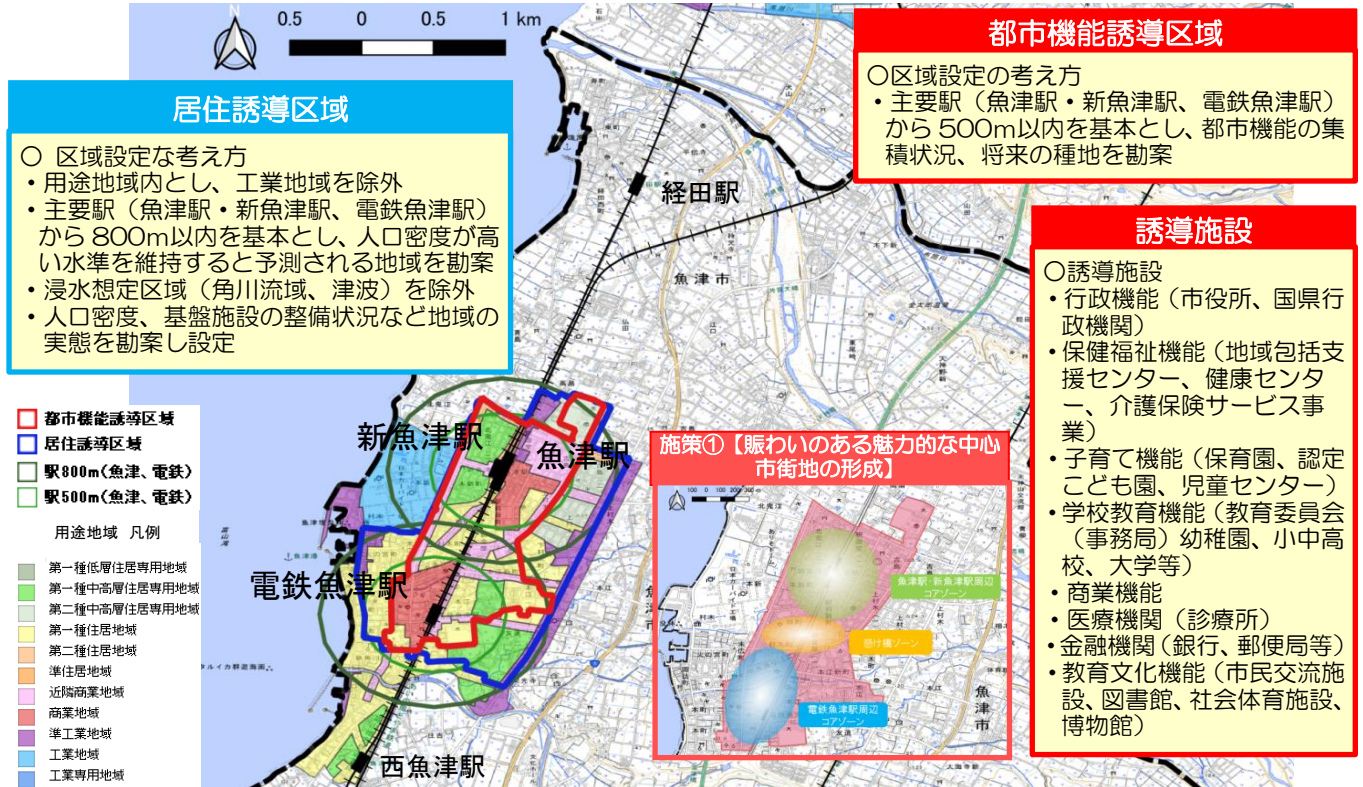 0.5 0 0.5 1 km
居住誘導区域
〇 区域設定な考え方
・用途地域内とし、工業地域を除外
・主要駅（魚津駅・新魚津駅、電鉄魚津駅）
から800m以内を基本とし、人口密度が高
い水準を維持すると予測される地域を勘案
・浸水想定区域（角川流域、津波）を除外
・人口密度、基盤施設の整備状況など地域の
実態を勘案し設定
都市機能誘導区域
〇区域設定の考え方
・主要駅（魚津駅・新魚津駅、電鉄魚津駅）
から500m以内を基本とし、都市機能の集
積状況、将来の種地を勘案
誘導施設
〇誘導施設
・行政機能（市役所、国県行
政機関）
・保健福祉機能（地域包括支
援センター、健康センタ
ー、介護保険サービス事
業）
・子育て機能（保育園、認定
こども園、児童センター）
・学校教育機能（教育委員会
（事務局）幼稚園、小中高
校、大学等）
・商業機能
・医療機関（診療所）
・金融機関（銀行、郵便局等）
・教育文化機能（市民交流施
設、図書館、社会体育施設、
博物館）
経田駅
魚津市
新魚津駅
魚津駅
電鉄魚津駅
西魚津駅
都市機能誘導区域
居住誘導区域
駅800m(魚津、電鉄)
駅500m(魚津、電鉄)
用途地域 凡例
第一種低層住居専用地域
第一種中高層住居専用地域
第二種中高層住居専用地域
第一種住居地域
第二種住居地域
準住居地域
近隣商業地域
商業地域
準工業地域
工業地域
工業専用地域
施策①【賑わいのある魅力的な中心
市街地の形成】
魚津駅・新魚津駅周辺
コアゾーン
懸け橋ゾーン
電鉄魚津駅周辺
コアゾーン
魚津市